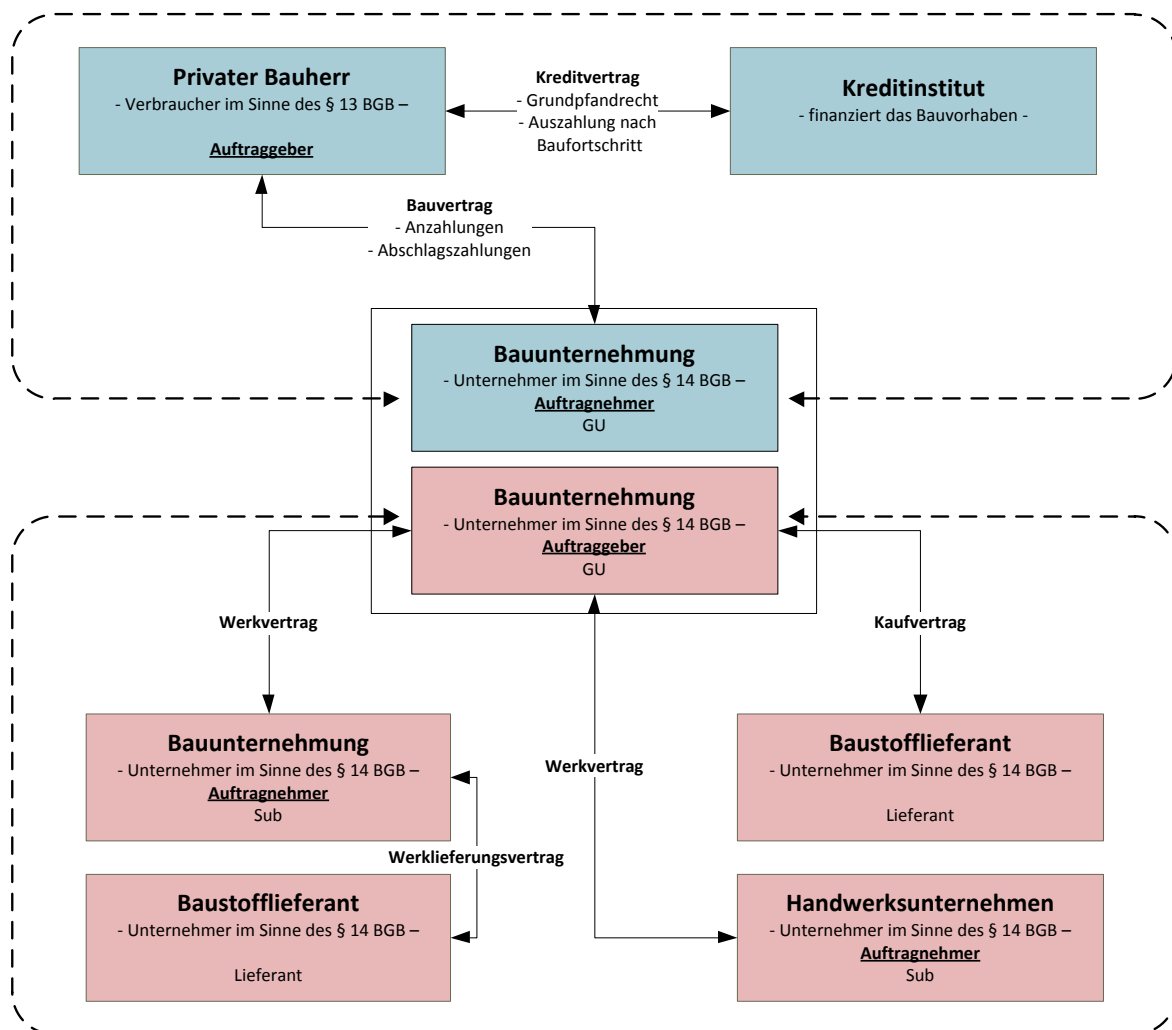 Privater Bauherr
- Verbraucher im Sinne des § 13 BGB –
Auftraggeber
Kreditvertrag
- Grundpfandrecht
- Auszahlung nach
Baufortschritt
Kreditinstitut
- finanziert das Bauvorhaben -
Bauvertrag
- Anzahlungen
- Abschlagszahlungen
Bauunternehmung
- Unternehmer im Sinne des § 14 BGB –
Auftragnehmer
GU
Bauunternehmung
- Unternehmer im Sinne des § 14 BGB –
Auftraggeber
GU
Werkvertrag
Kaufvertrag
Bauunternehmung
- Unternehmer im Sinne des § 14 BGB –
Auftragnehmer
Sub
Werkvertrag
Baustofflieferant
- Unternehmer im Sinne des § 14 BGB –
Lieferant
Werklieferungsvertrag
Baustofflieferant
- Unternehmer im Sinne des § 14 BGB –
Lieferant
Handwerksunternehmen
- Unternehmer im Sinne des § 14 BGB –
Auftragnehmer
Sub